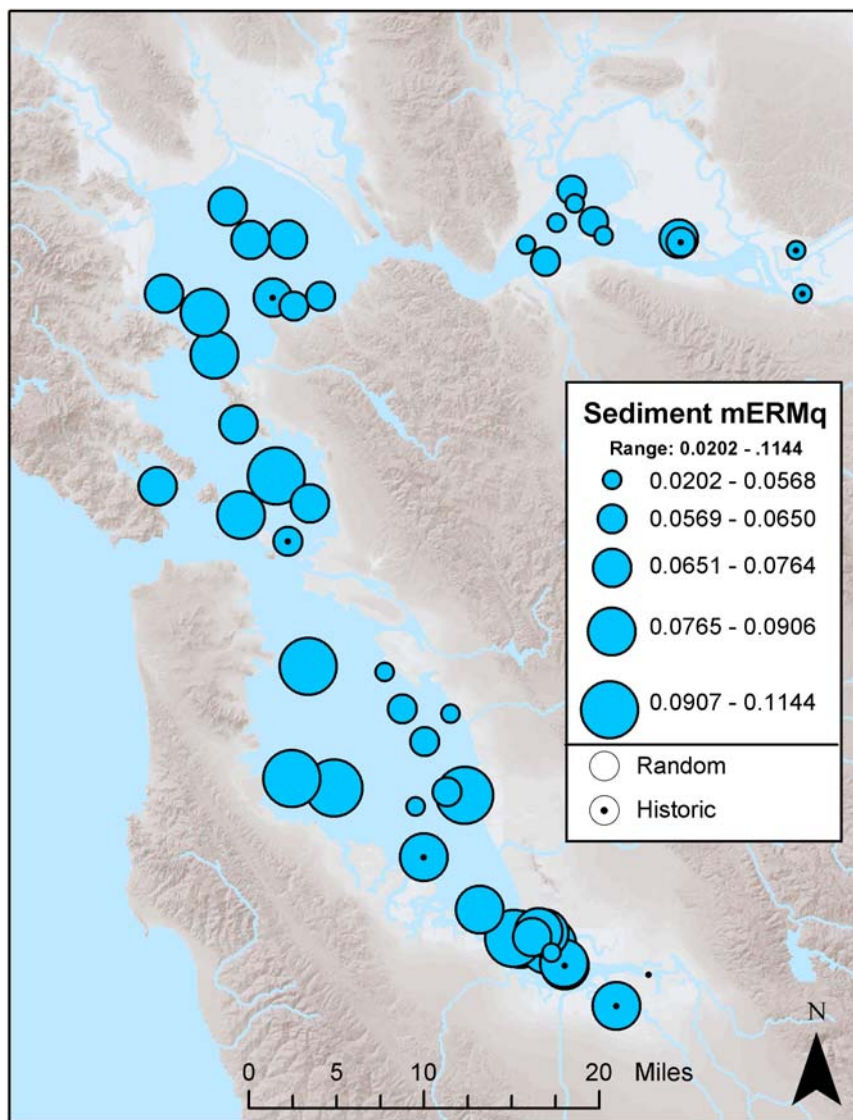 Sediment mERMq
Range: 0.0202 - .1144
0.0202 - 0.0568
0.0569 - 0.0650
0.0651 - 0.0764
0.0765 - 0.0906
0.0907 - 0.1144
Random
Historic
N
0 5 10 20 Miles